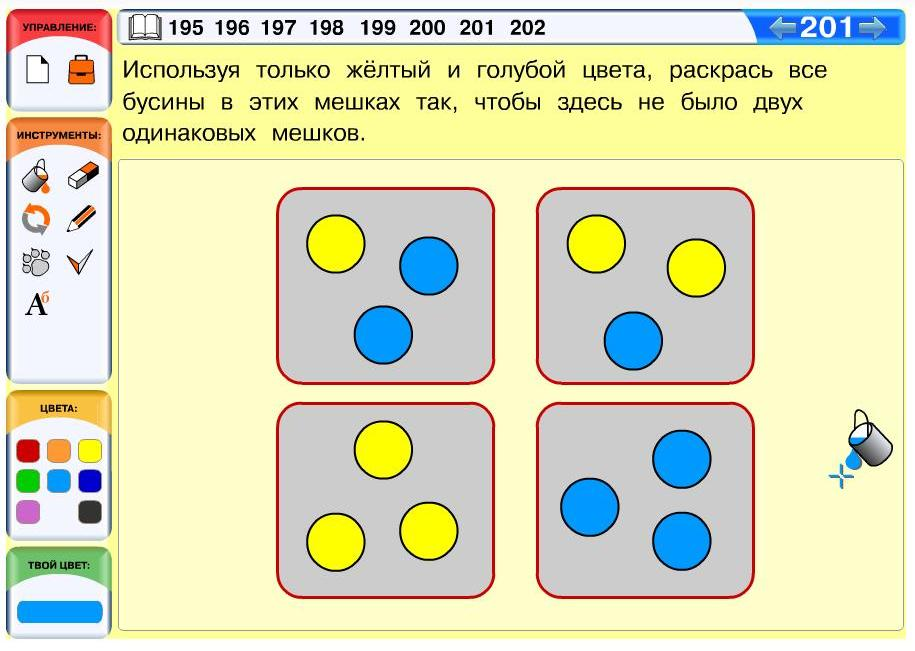 УПРАВЛЕНИЕ:
195 196 197 198 199 200 201 202
201
Используя только жёлтый и голубой цвета, раскрась все
бусины в этих мешках так, чтобы здесь не было двух
одинаковых мешков.
ИНСТРУМЕНТЫ:
Аб
ЦВЕТА:
ТВОЙ ЦВЕТ: